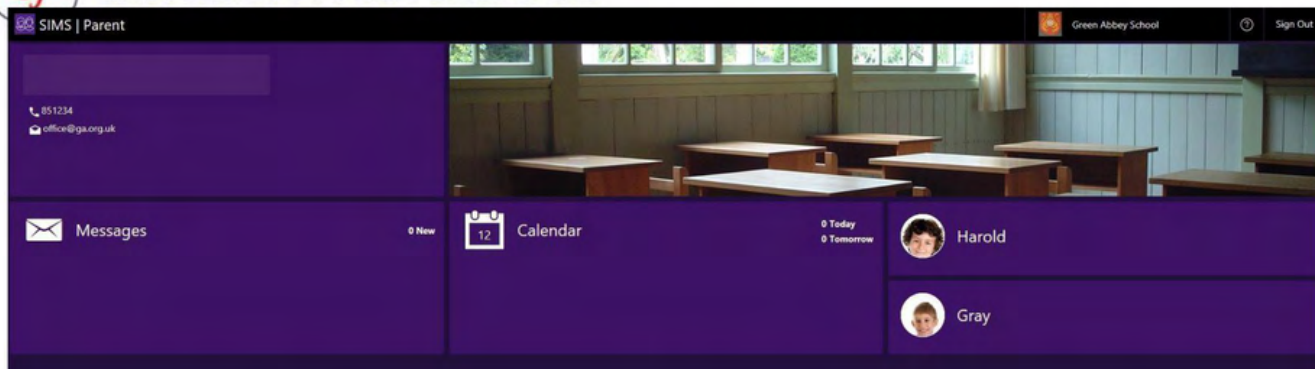 SIMS | Parent
Green Abbey School
?
Sign Out
851234
office@ga.org.uk
Messages
0 New
12
Calendar
0 Today
0 Tomorrow
Harold
Gray